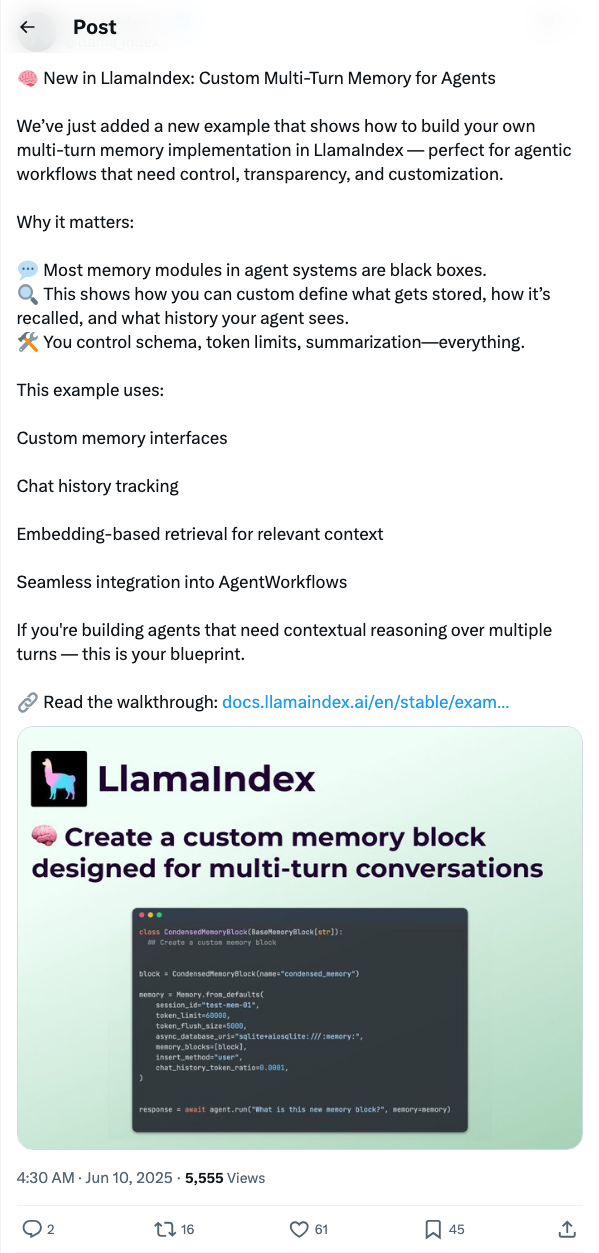 Post
🧠 New in LlamaIndex: Custom Multi-Turn Memory for Agents
We’ve just added a new example that shows how to build your own
multi-turn memory implementation in LlamaIndex — perfect for agentic
workflows that need control, transparency, and customization.
Why it matters:
💬 Most memory modules in agent systems are black boxes.
🔍 This shows how you can custom define what gets stored, how it’s
recalled, and what history your agent sees.
🛠️ You control schema, token limits, summarization—everything.
This example uses:
Custom memory interfaces
Chat history tracking
Embedding-based retrieval for relevant context
Seamless integration into AgentWorkflows
If you're building agents that need contextual reasoning over multiple
turns — this is your blueprint.
🔗 Read the walkthrough: docs.llamaindex.ai/en/stable/exam...
LlamaIndex
🧠 Create a custom memory block
designed for multi-turn conversations
class CondensedMemoryBlock(BaseMemoryBlock[str]):
## Create a custom memory block
block = CondensedMemoryBlock(name="condensed_memory")
memory = Memory.from_defaults(
session_id="test-mem-01",
token_limit=60000,
token_flush_size=5000,
async_database_uri="sqlite+aiosqlite:///:memory:",
memory_blocks=[block],
insert_method="user",
chat_history_token_ratio=0.0001,
)
response = await agent.run("What is this new memory block?", memory=memory)
4:30 AM · Jun 10, 2025 · 5,555 Views
2 16 61 45